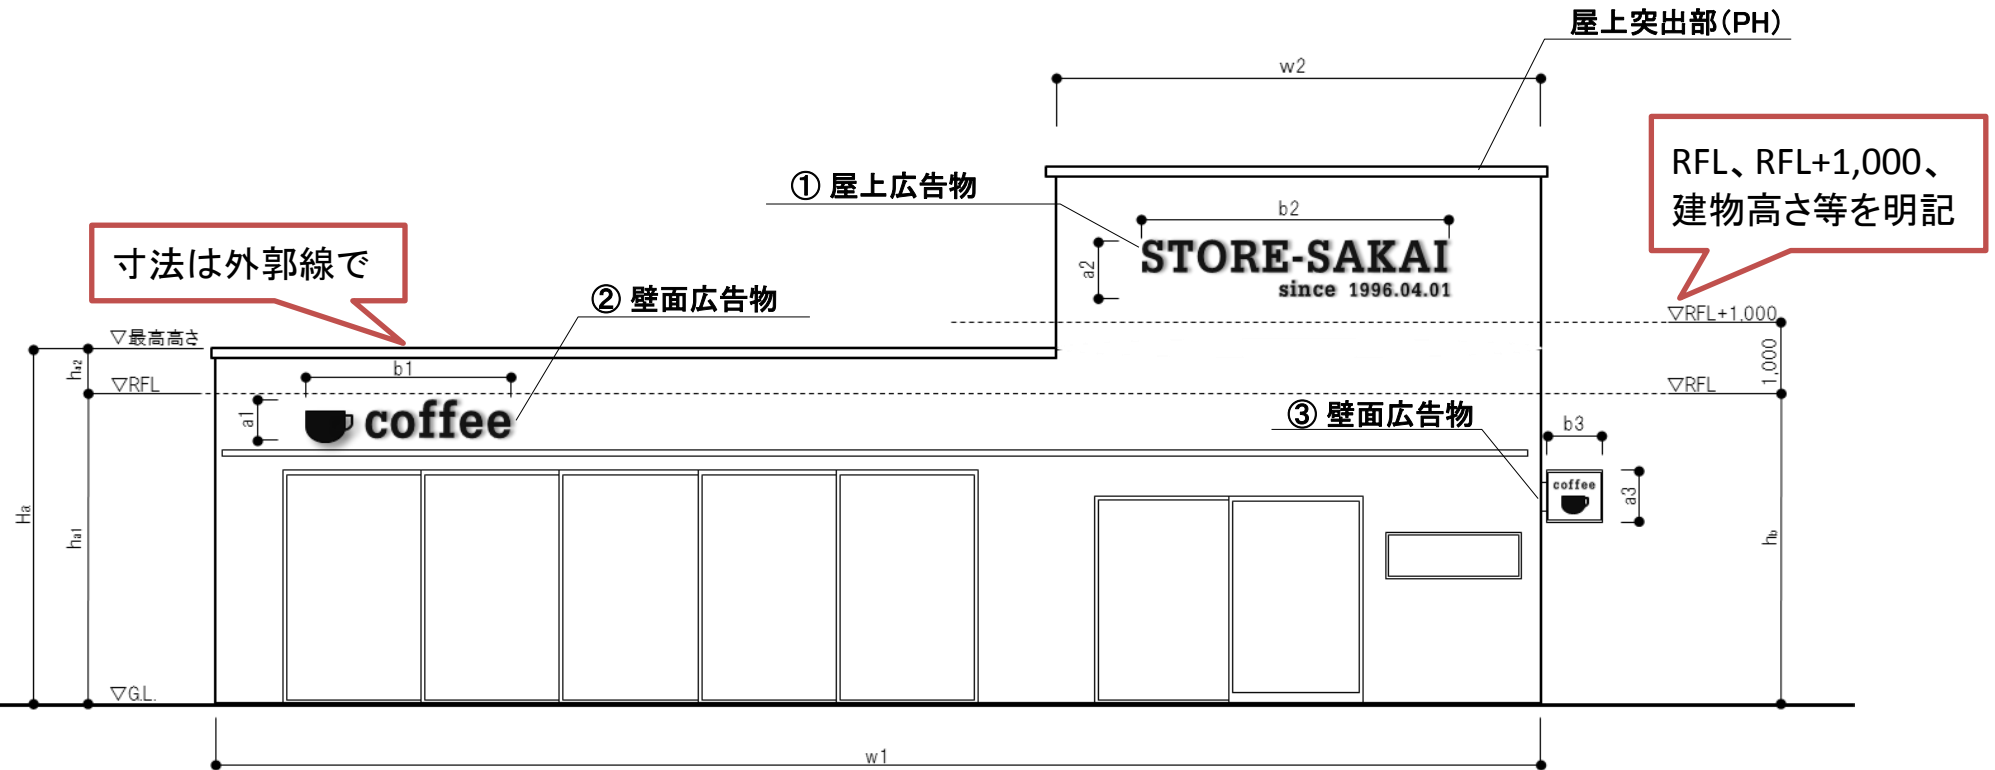 屋上突出部(PH)
w2
RFL、RFL+1,000、
建物高さ等を明記
① 屋上広告物
b2
STORE-SAKAI
a2
since 1996.04.01
寸法は外郭線で
② 壁面広告物
▽RFL+1,000
▽最高高さ
ha2
b1
1,000
▽RFL
▽RFL
a1
coffee
③ 壁面広告物
b3
coffee
a3
Ha
ha1
hb
▽G.L.
w1